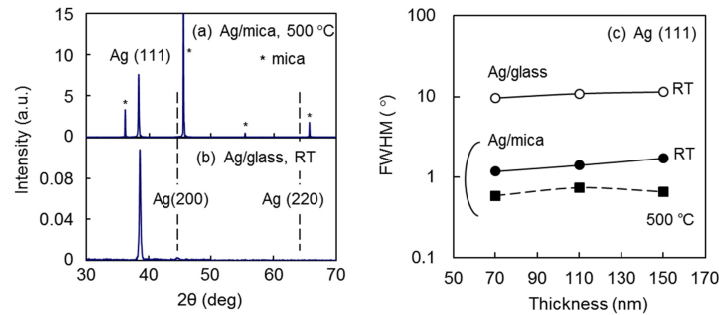 (a) Ag/mica, 500 ℃
Ag (111)
* mica
*
*
*
*
15
10
5
0
(b) Ag/glass, RT
Ag(200)
Ag (220)
0.08
0.04
0
30 40 50 60 70
2θ (deg)
Intensity (a.u.)
(c) Ag (111)
Ag/glass
RT
Ag/mica
RT
500 ℃
100
10
1
0.1
50 70 90 110 130 150 170
Thickness (nm)
FWHM (°)